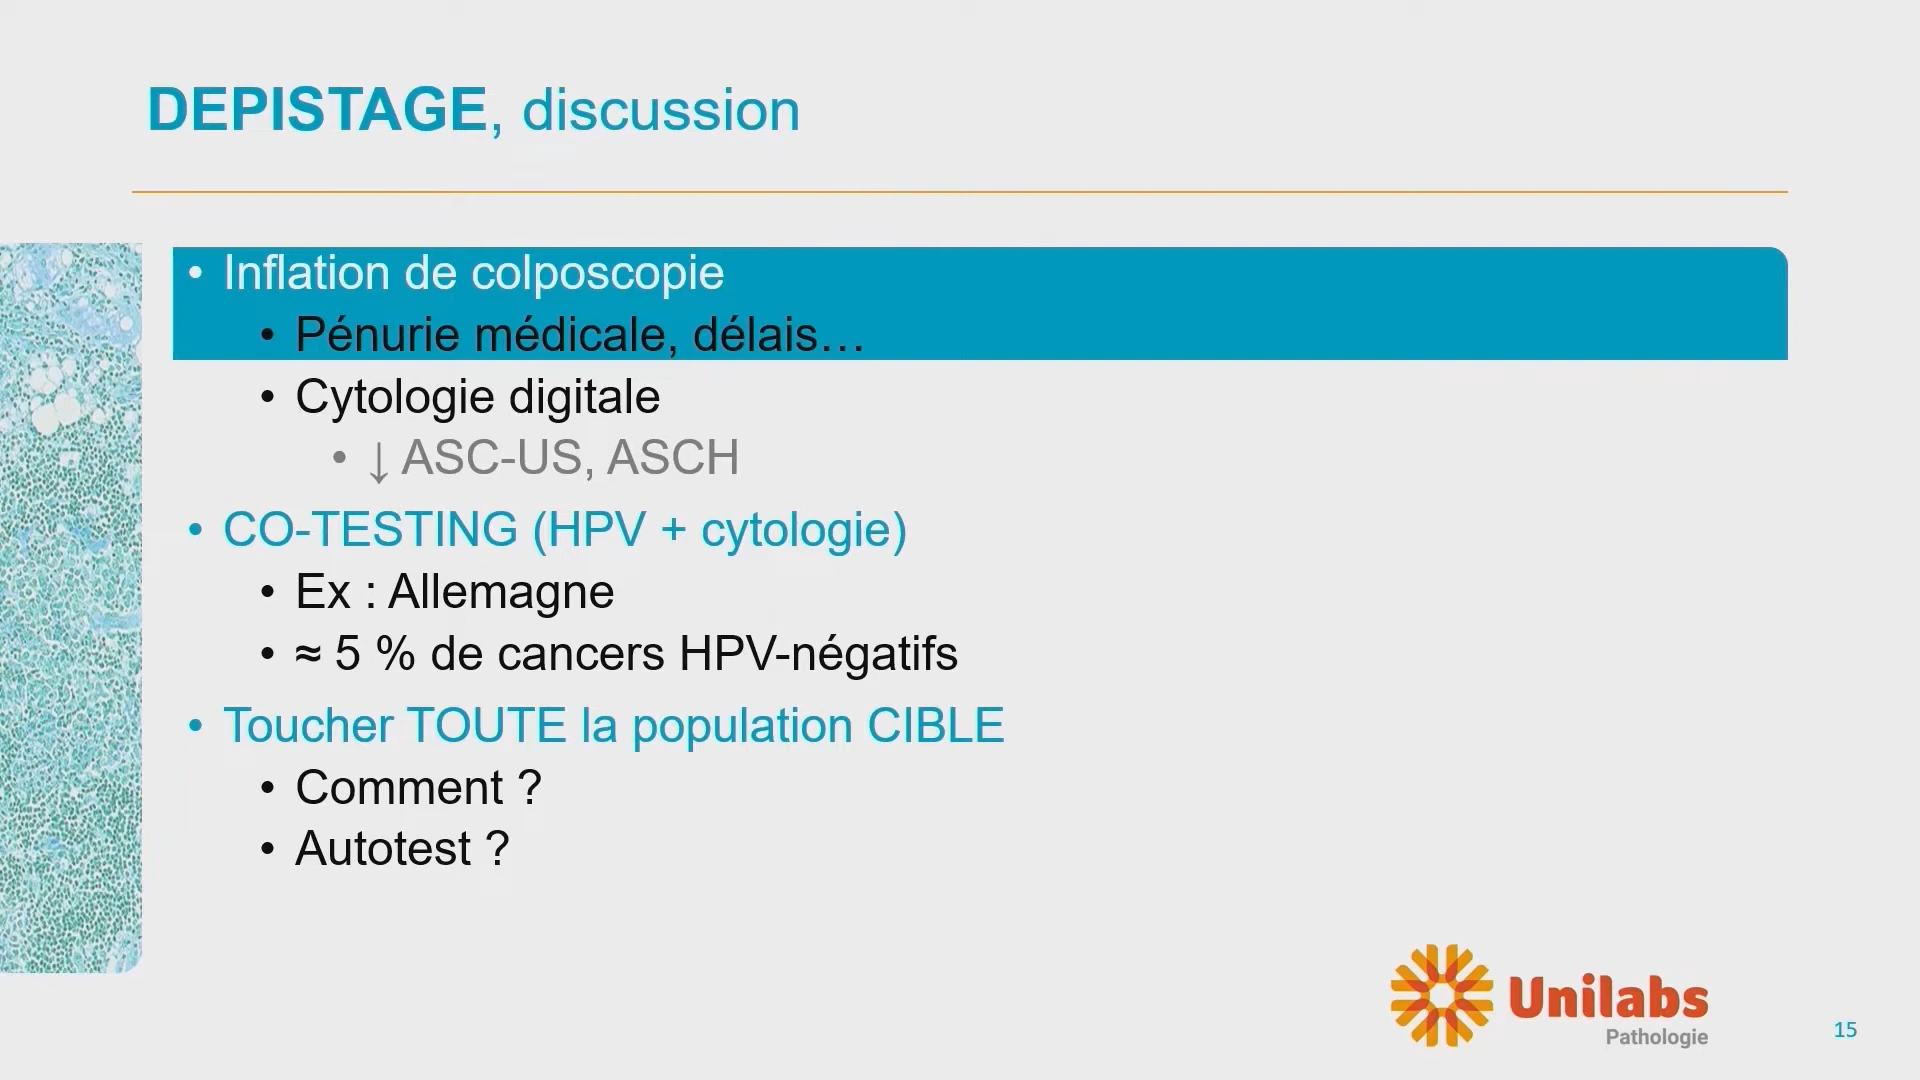 DEPISTAGE, discussion
• Inflation de colposcopie
• Pénurie médicale, délais…
• Cytologie digitale
• ↓ ASC-US, ASCH
• CO-TESTING (HPV + cytologie)
• Ex : Allemagne
• ≈ 5 % de cancers HPV-négatifs
• Toucher TOUTE la population CIBLE
• Comment ?
• Autotest ?
Unilabs
Pathologie
15